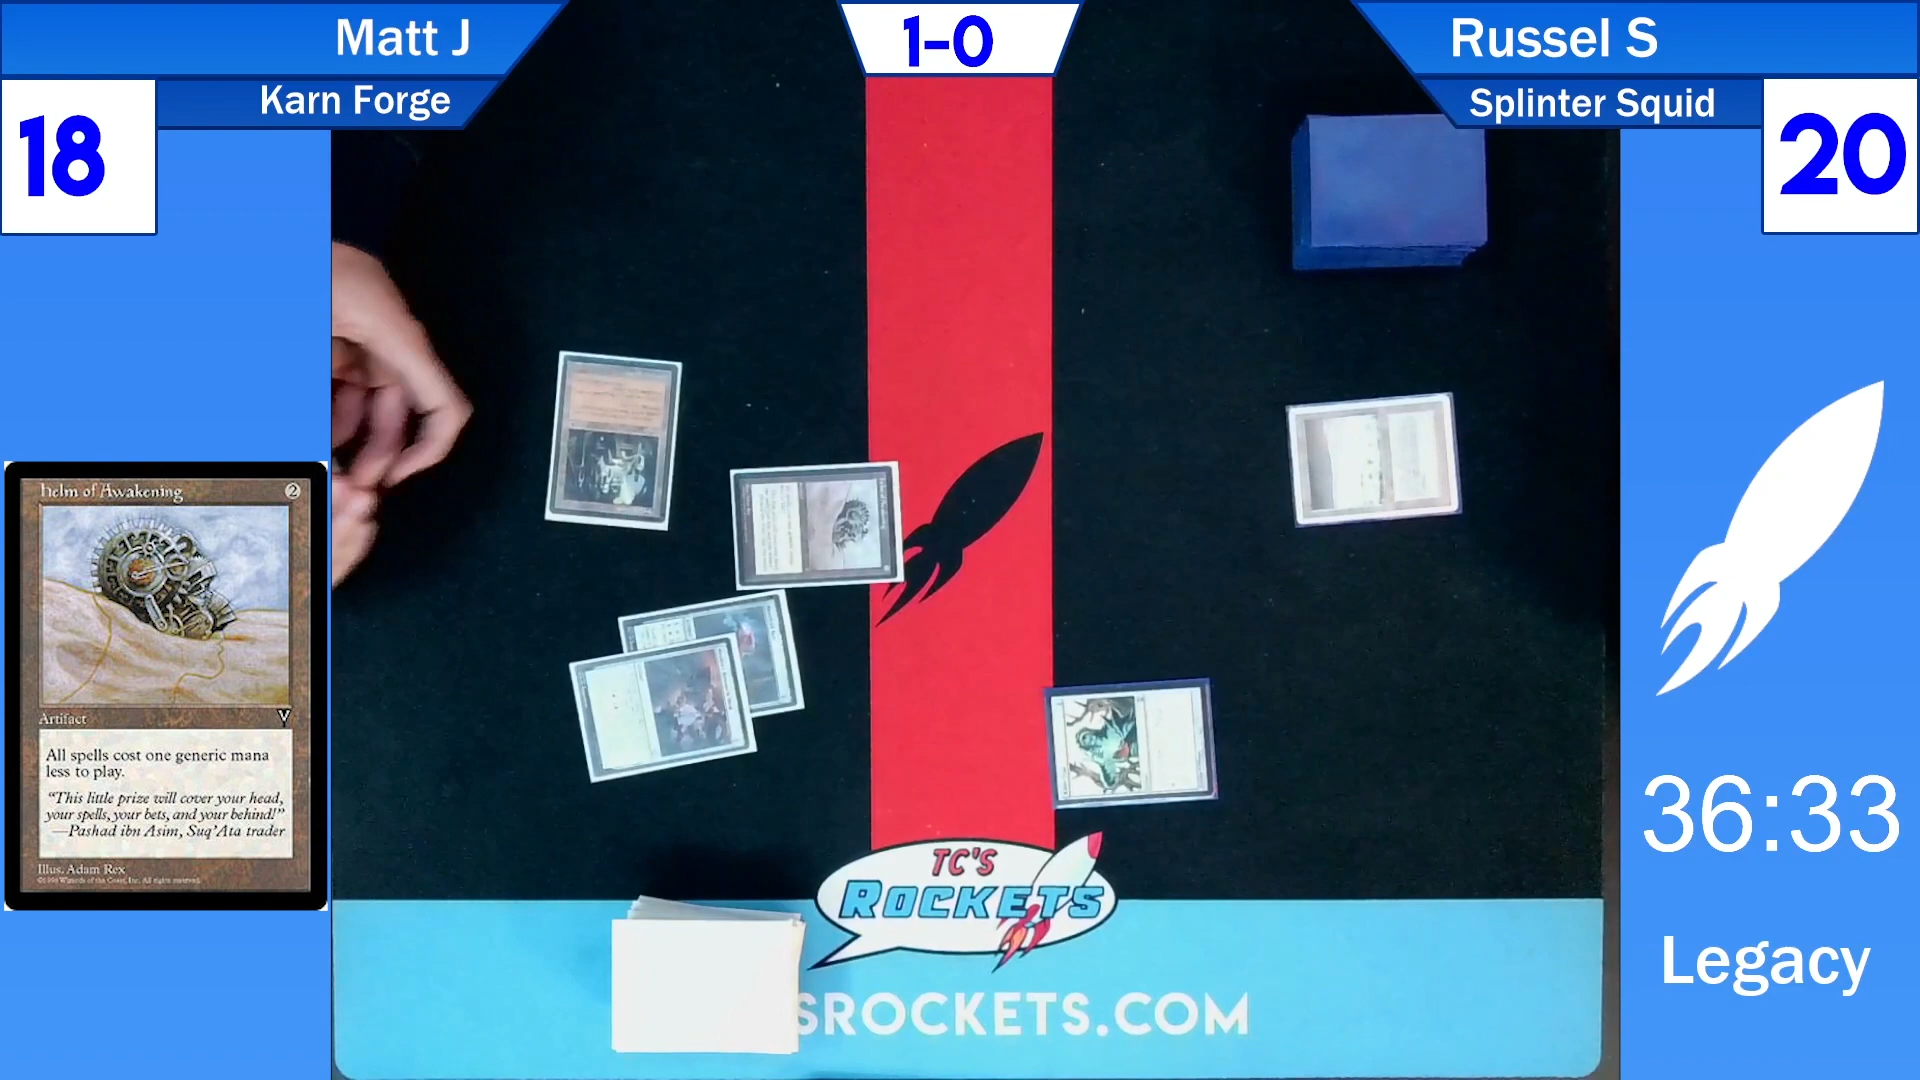 Matt J
1-0
Russel S
Karn Forge
Splinter Squid
18
20
Helm of Awakening
2
Artifact
V
All spells cost one generic mana
less to play.
"This little prize will cover your head,
your spells, your bets, and your behind!"
—Pashad ibn Asim, Suq'Ata trader
Illus. Adam Rex
36:33
Legacy
TC'S
ROCKETS
SROCKETS.COM